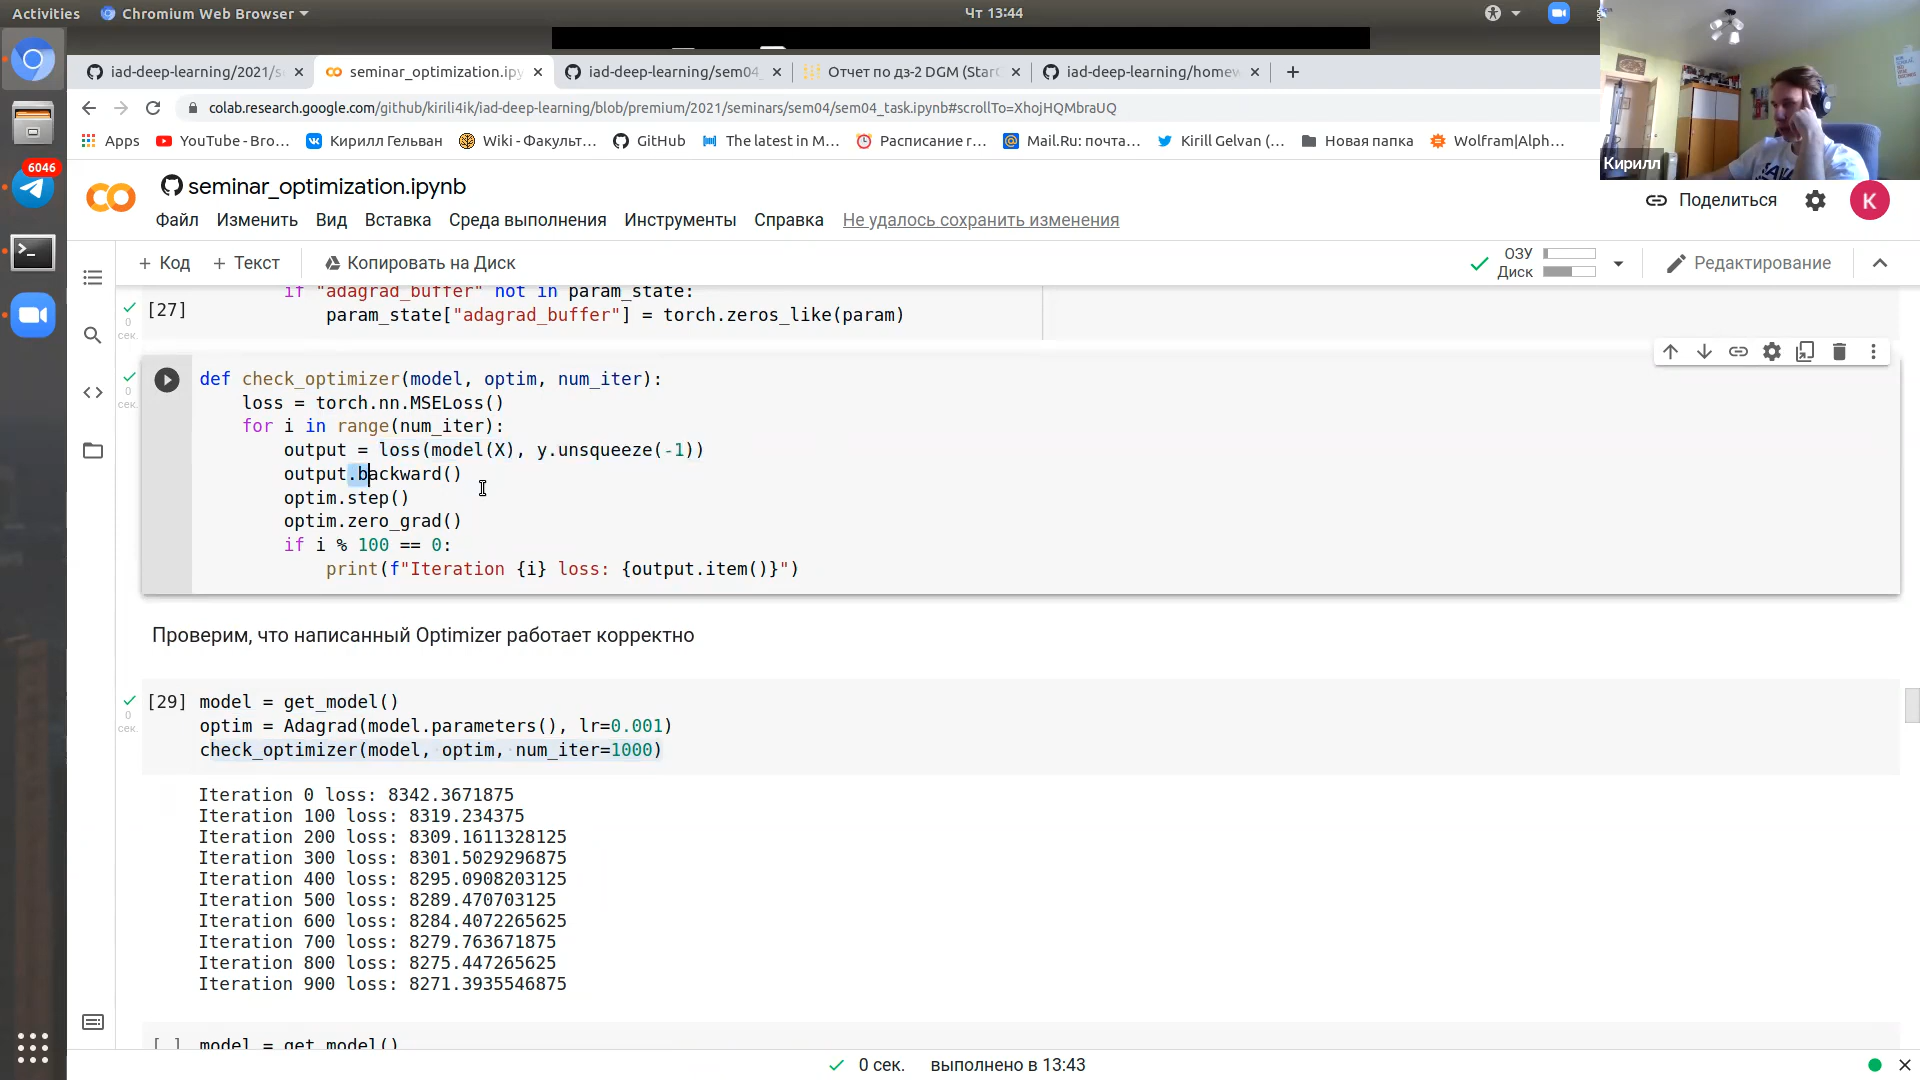 Activities
Chromium Web Browser
Чт 13:44
iad-deep-learning/2021/s
seminar_optimization.ipy
iad-deep-learning/sem04_
Отчет по дз-2 DGM (Star
iad-deep-learning/homew
colab.research.google.com/github/kirili4ik/iad-deep-learning/blob/premium/2021/seminars/sem04/sem04_task.ipynb#scrollTo=XhojHQMbraUQ
Apps
YouTube - Bro...
Кирилл Гельван
Wiki - Факульт...
GitHub
The latest in M...
Расписание г...
Mail.Ru: почта...
Kirill Gelvan (...
Новая папка
Wolfram|Alph...
Кирилл
6046
seminar_optimization.ipynb
Поделиться
K
Файл
Изменить
Вид
Вставка
Среда выполнения
Инструменты
Справка
Не удалось сохранить изменения
+ Код
+ Текст
Копировать на Диск
ОЗУ
Диск
Редактирование
if "adagrad_buffer" not in param_state:
[27]
param_state["adagrad_buffer"] = torch.zeros_like(param)
0
сек.
def check_optimizer(model, optim, num_iter):
loss = torch.nn.MSELoss()
for i in range(num_iter):
output = loss(model(X), y.unsqueeze(-1))
output.backward()
optim.step()
optim.zero_grad()
if i % 100 == 0:
print(f"Iteration {i} loss: {output.item()}")
0
сек.
Проверим, что написанный Optimizer работает корректно
[29]
model = get_model()
optim = Adagrad(model.parameters(), lr=0.001)
check_optimizer(model, optim, num_iter=1000)
0
сек.
Iteration 0 loss: 8342.3671875
Iteration 100 loss: 8319.234375
Iteration 200 loss: 8309.1611328125
Iteration 300 loss: 8301.5029296875
Iteration 400 loss: 8295.0908203125
Iteration 500 loss: 8289.470703125
Iteration 600 loss: 8284.4072265625
Iteration 700 loss: 8279.763671875
Iteration 800 loss: 8275.447265625
Iteration 900 loss: 8271.3935546875
[ ]
model = get_model()
0 сек.
выполнено в 13:43